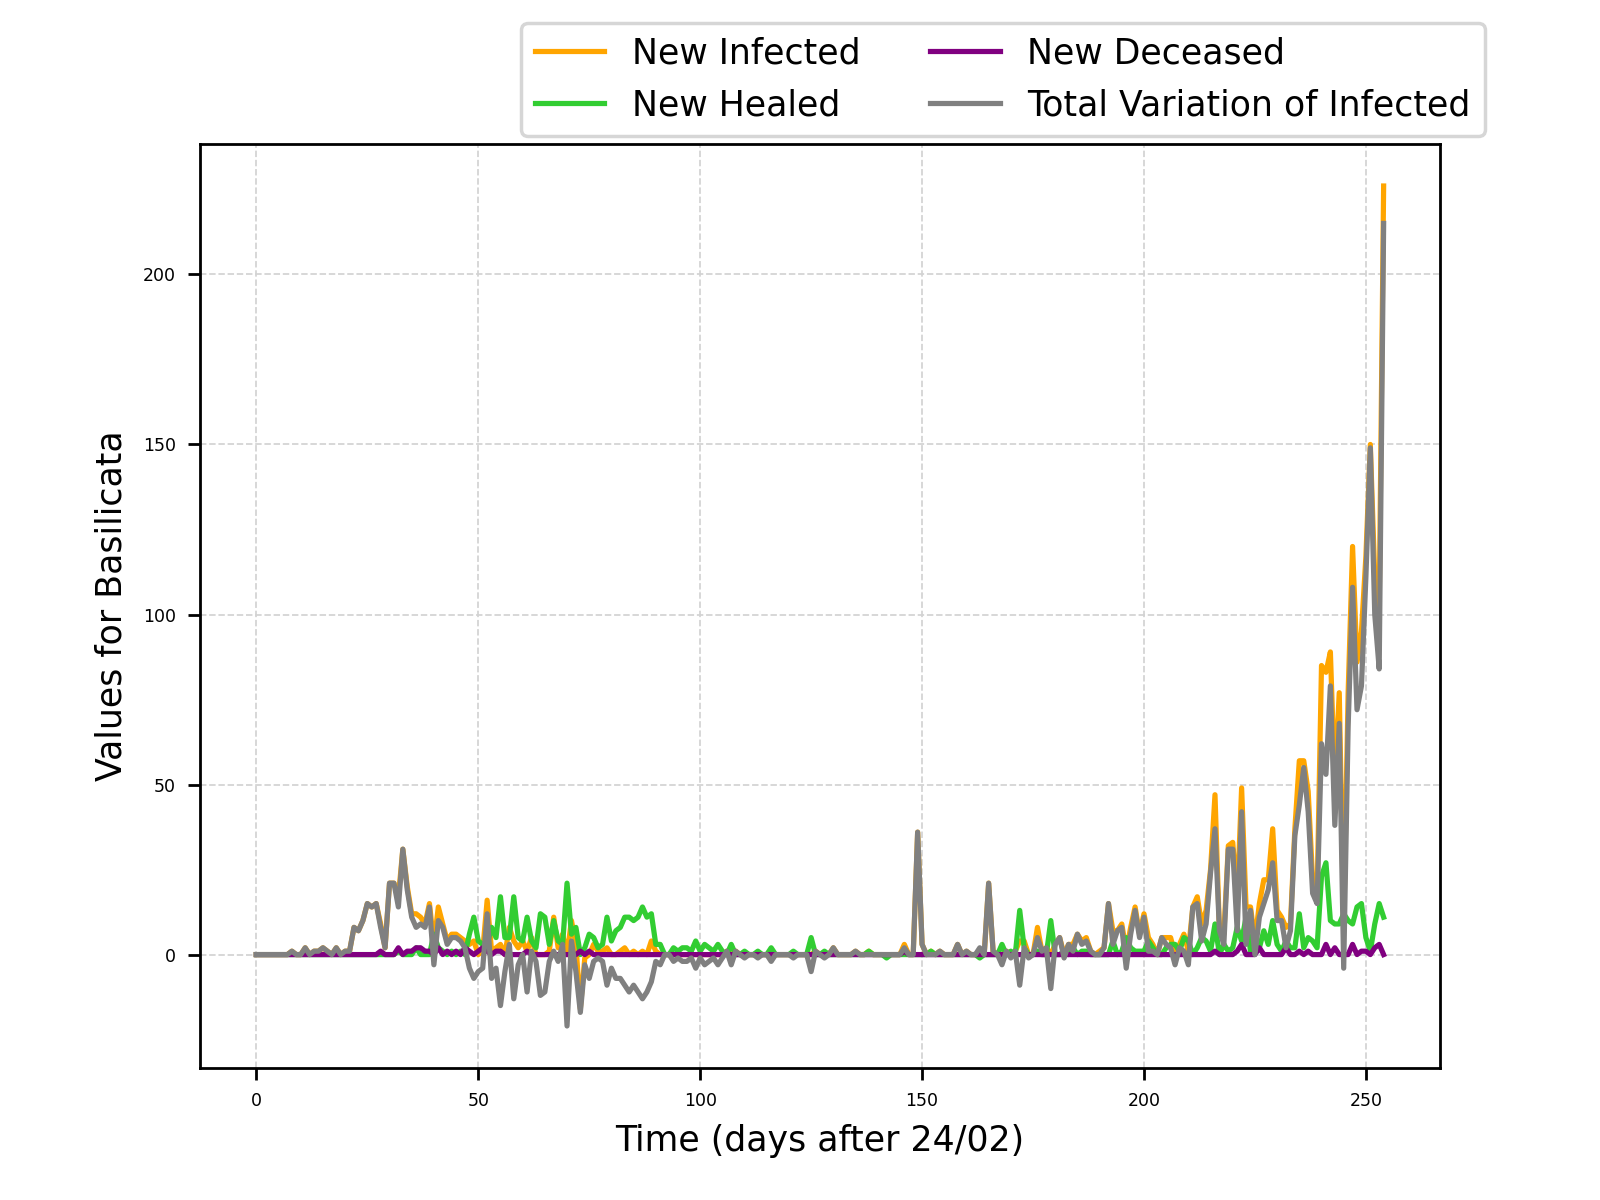 New Infected
New Healed
New Deceased
Total Variation of Infected
Values for Basilicata
200
150
100
50
0
0 50 100 150 200 250
Time (days after 24/02)